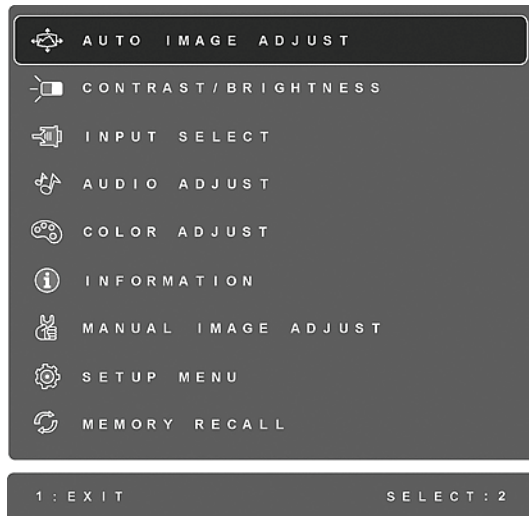 AUTO IMAGE ADJUST
CONTRAST/BRIGHTNESS
INPUT SELECT
AUDIO ADJUST
COLOR ADJUST
INFORMATION
MANUAL IMAGE ADJUST
SETUP MENU
MEMORY RECALL
1:EXIT SELECT:2